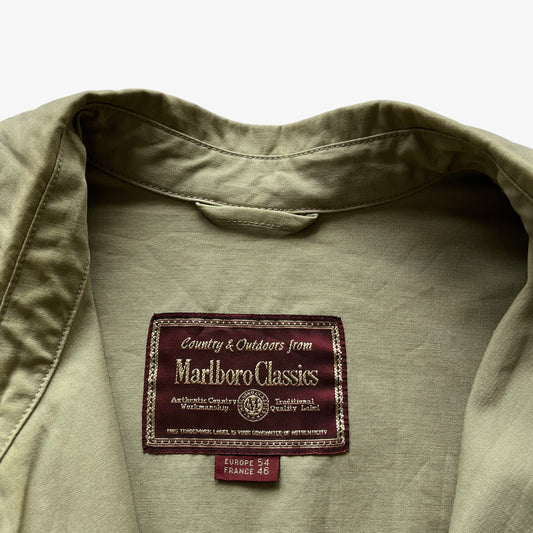 Country & Outdoors from
Marlboro Classics
Authentic Country Traditional
Workmanship Quality Label
THIS TRADEMARK LABEL IS YOUR GUARANTEE OF AUTHENTICITY
EUROPE 54
FRANCE 46